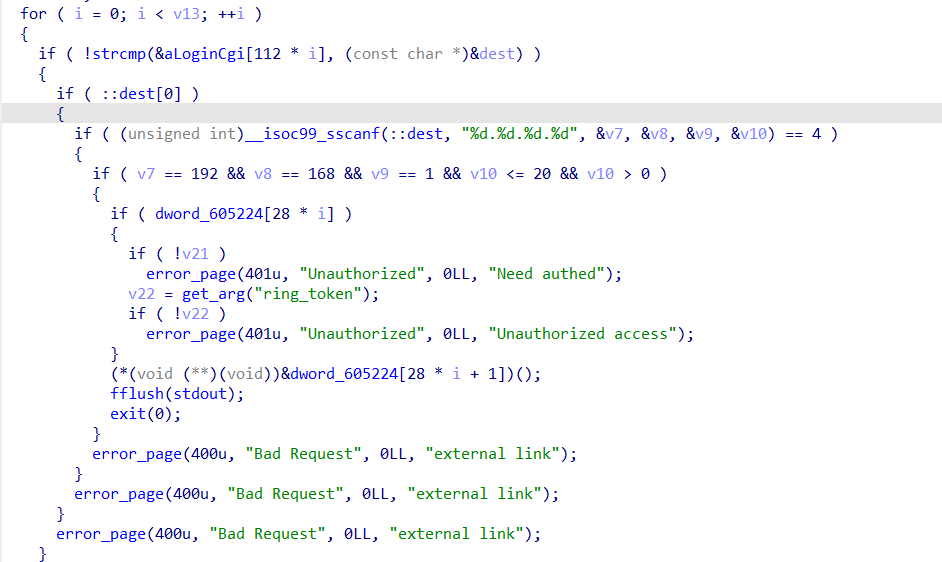 for ( i = 0; i < v13; ++i )
{
if ( !strcmp(&aLoginCgi[112 * i], (const char *)&dest) )
{
if ( ::dest[0] )
{
if ( (unsigned int)__isoc99_sscanf(::dest, "%d.%d.%d.%d", &v7, &v8, &v9, &v10) == 4 )
{
if ( v7 == 192 && v8 == 168 && v9 == 1 && v10 <= 20 && v10 > 0 )
{
if ( dword_605224[28 * i] )
{
if ( !v21 )
error_page(401u, "Unauthorized", 0LL, "Need authed");
v22 = get_arg("ring_token");
if ( !v22 )
error_page(401u, "Unauthorized", 0LL, "Unauthorized access");
}
(*(void (**)(void))&dword_605224[28 * i + 1])();
fflush(stdout);
exit(0);
}
error_page(400u, "Bad Request", 0LL, "external link");
}
error_page(400u, "Bad Request", 0LL, "external link");
}
error_page(400u, "Bad Request", 0LL, "external link");
}